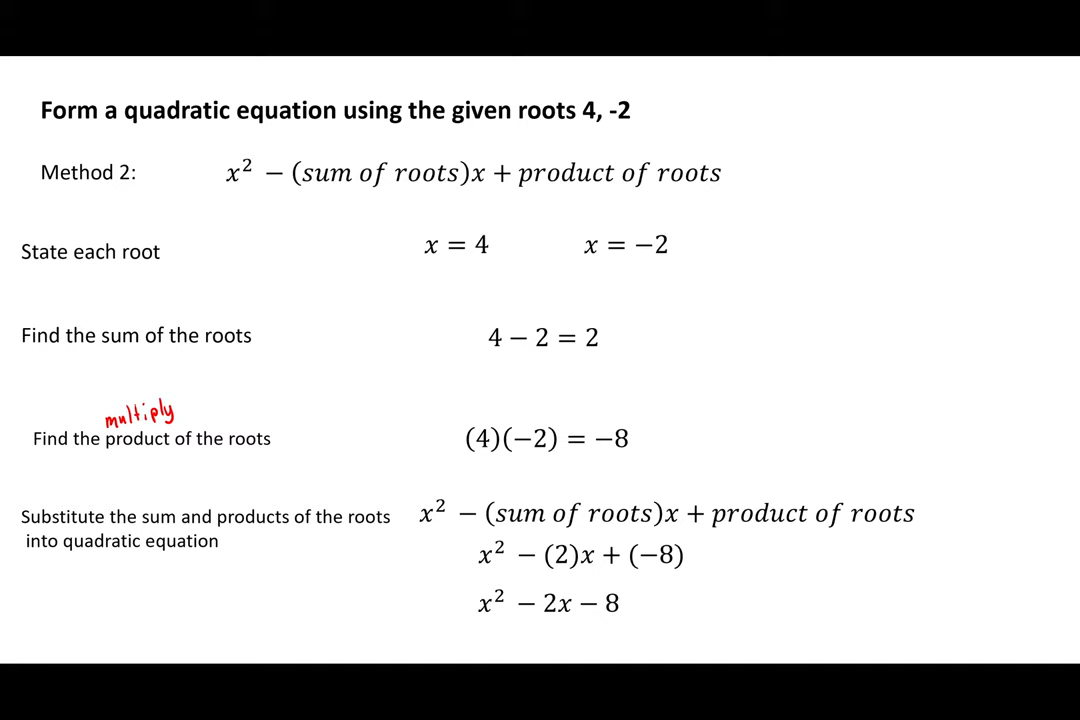 Form a quadratic equation using the given roots 4, -2
Method 2: x² − (sum of roots)x + product of roots
State each root x = 4 x = −2
Find the sum of the roots 4 − 2 = 2
multiply
Find the product of the roots (4)(−2) = −8
Substitute the sum and products of the roots x² − (sum of roots)x + product of roots
into quadratic equation x² − (2)x + (−8)
x² − 2x − 8